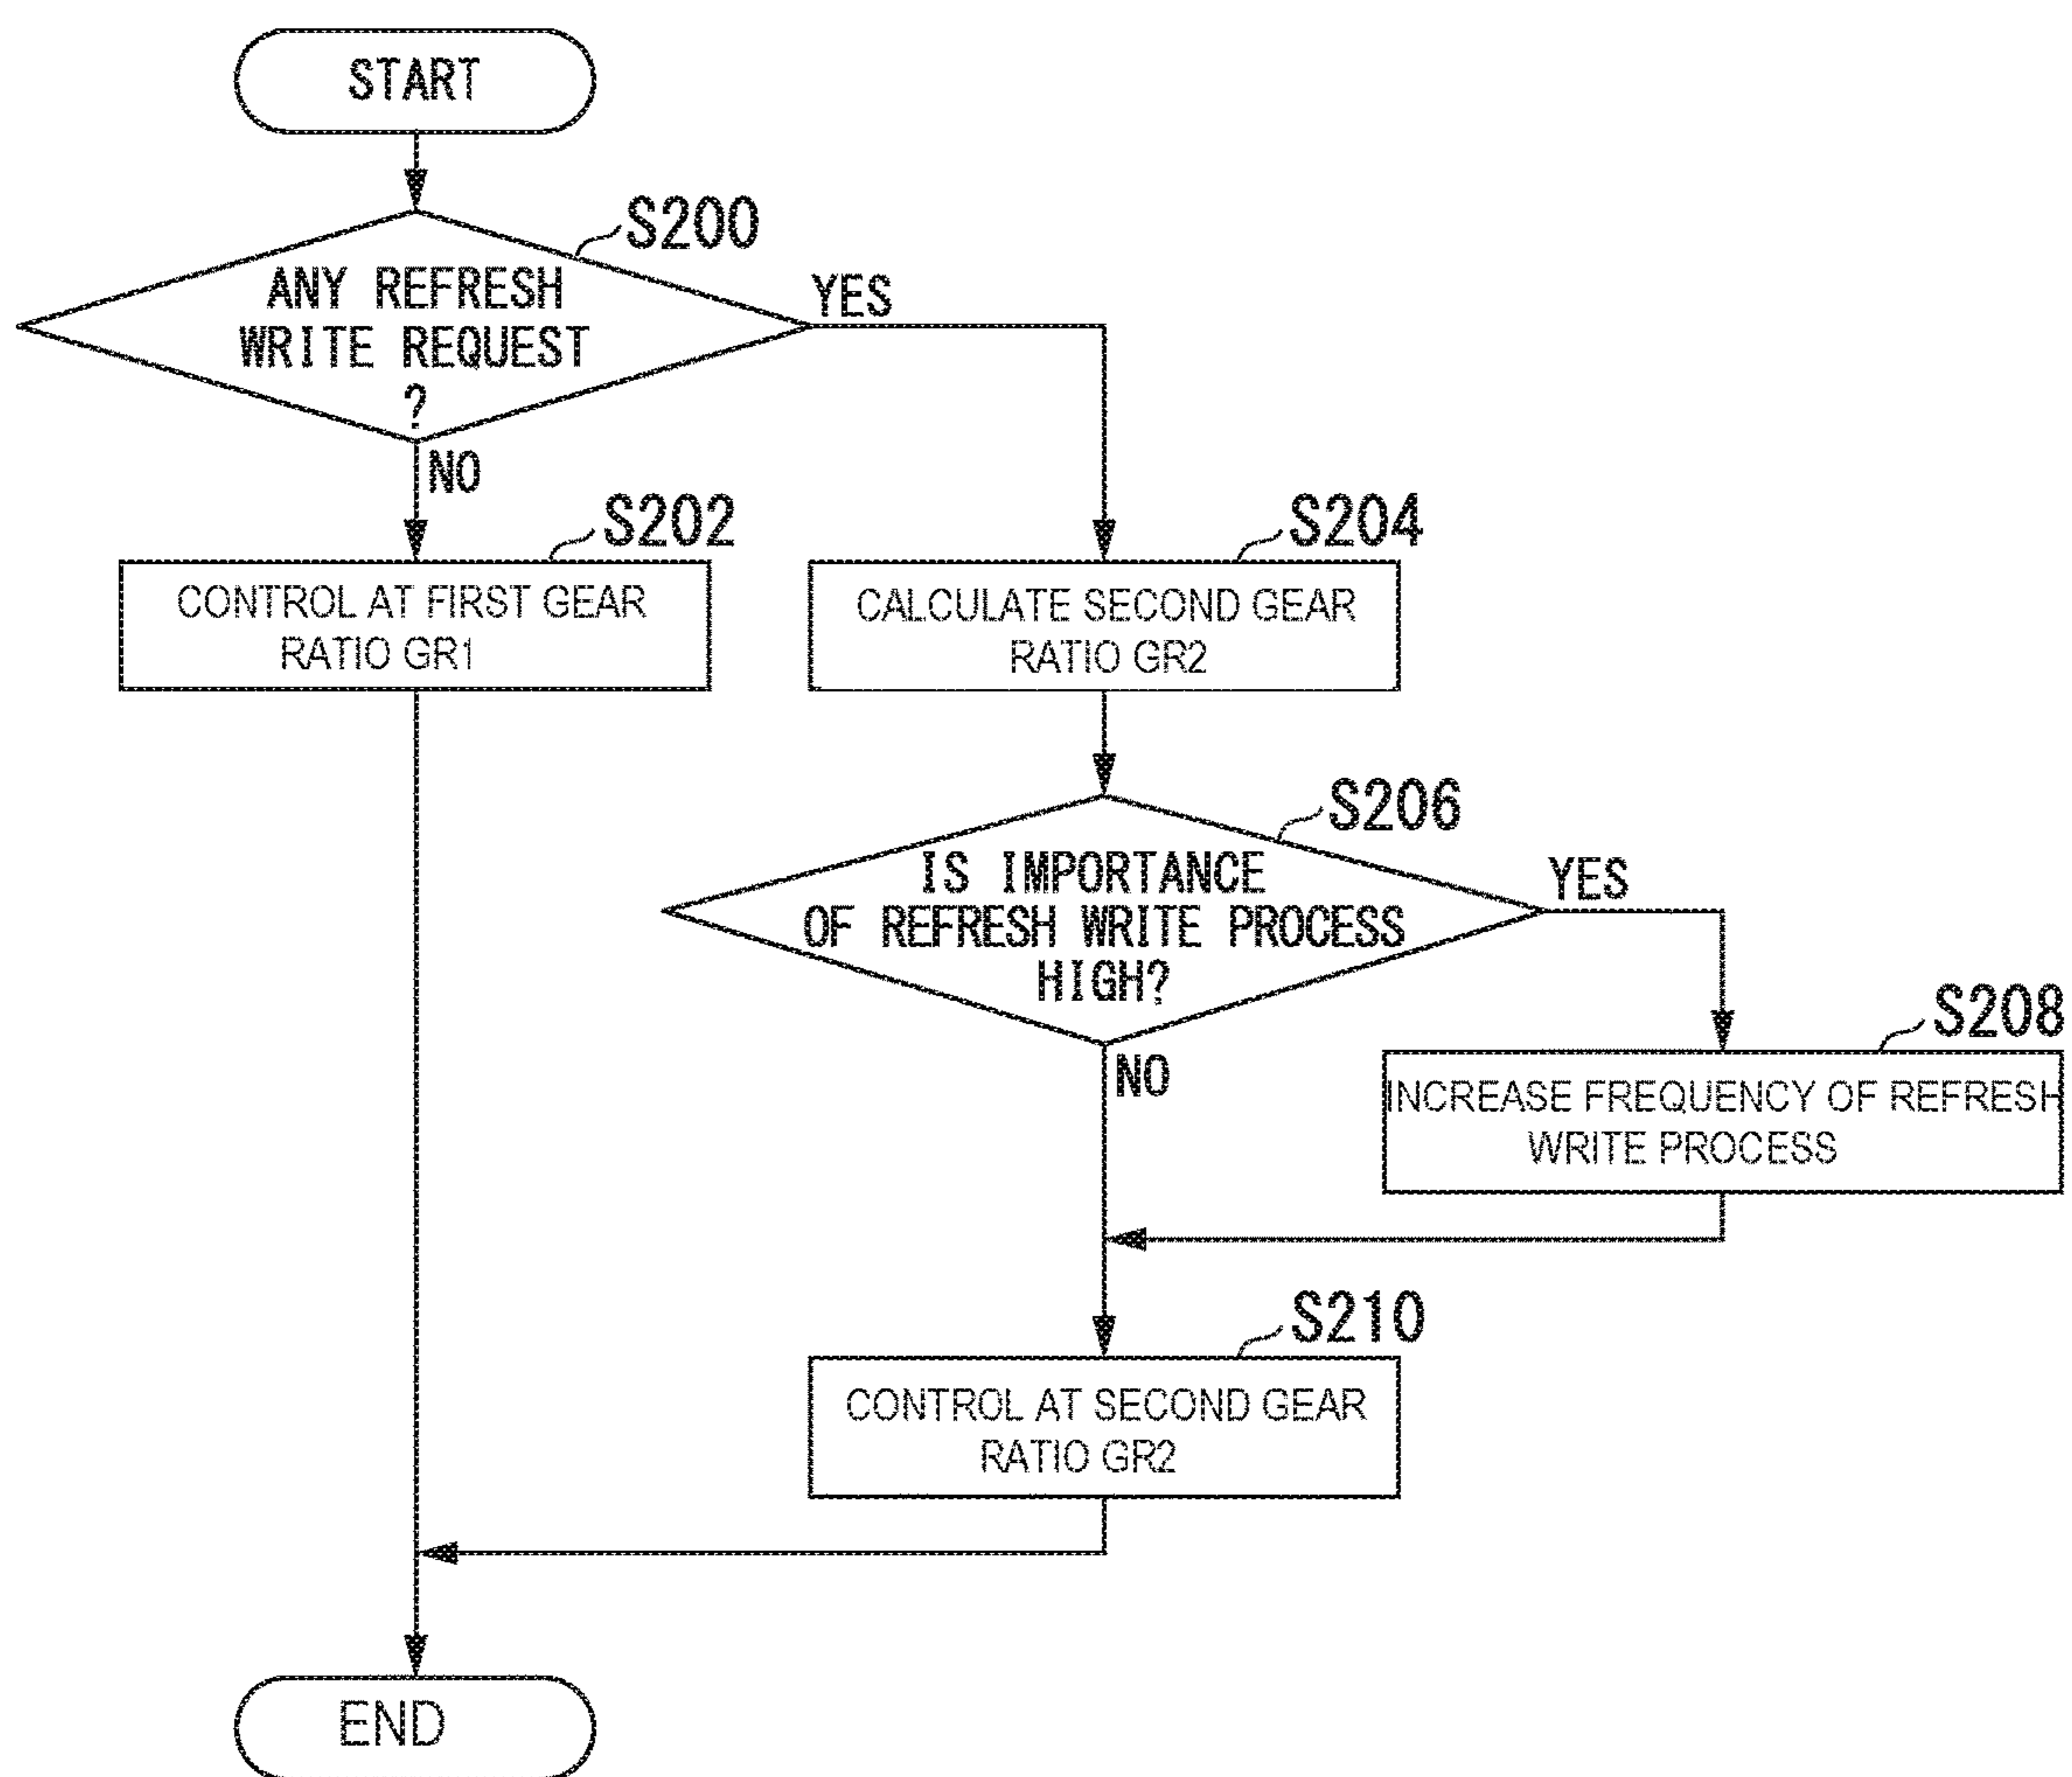 START
S200
ANY REFRESH
WRITE REQUEST
?
YES
NO
S202
CONTROL AT FIRST GEAR
RATIO GR1
S204
CALCULATE SECOND GEAR
RATIO GR2
S206
IS IMPORTANCE
OF REFRESH WRITE PROCESS
HIGH?
YES
NO
S208
INCREASE FREQUENCY OF REFRESH
WRITE PROCESS
S210
CONTROL AT SECOND GEAR
RATIO GR2
END